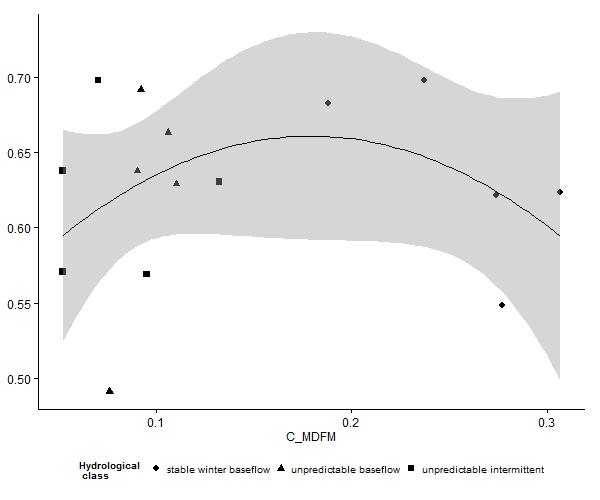 0.70
0.65
0.60
0.55
0.50
0.1 0.2 0.3
C_MDFM
Hydrological
class
stable winter baseflow unpredictable baseflow unpredictable intermittent